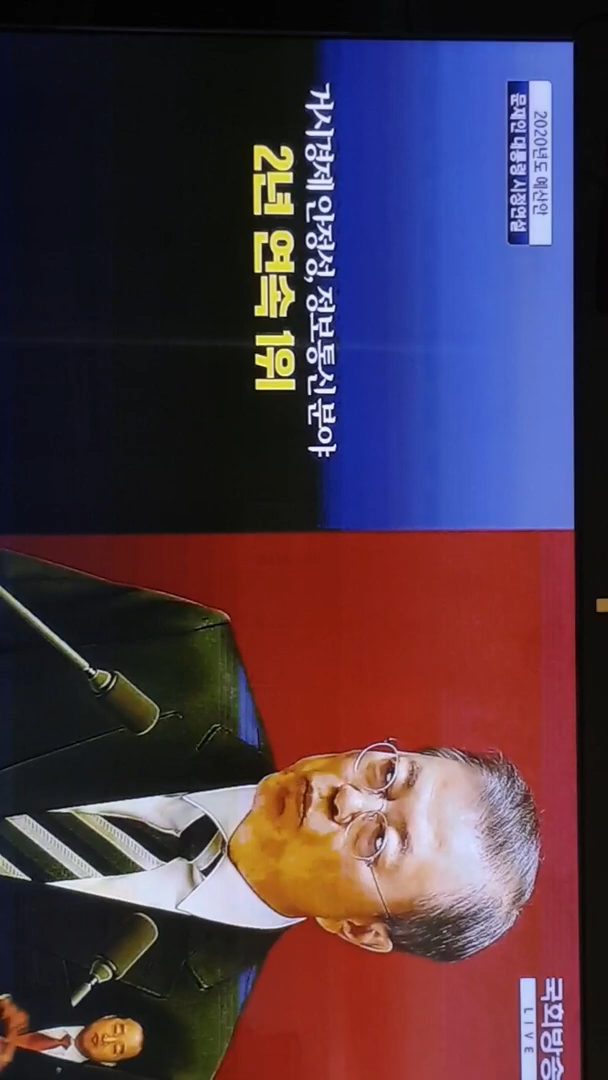 2020년도 예산안
문재인 대통령 시정연설
거시경제 안정성, 정보통신 분야
2년 연속 1위
국회방송
LIVE